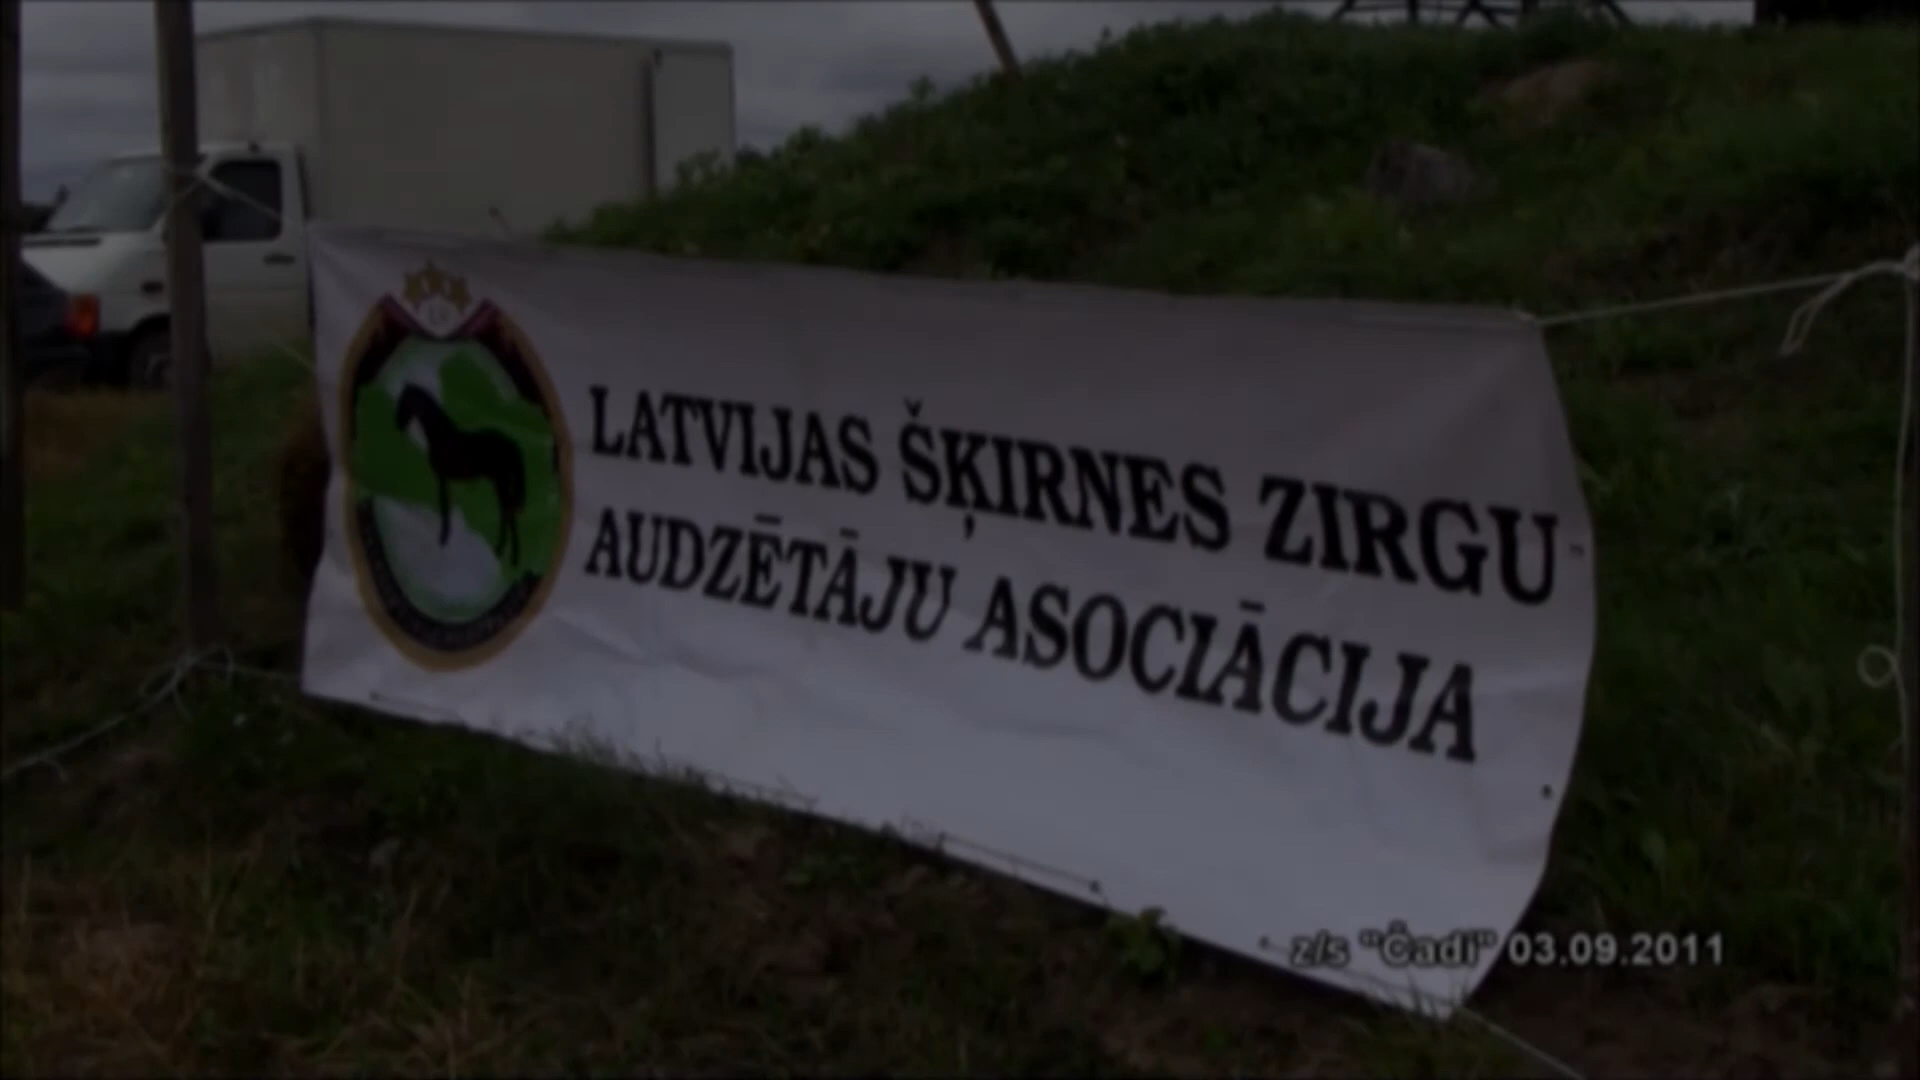 LATVIJAS ŠĶIRNES ZIRGU
AUDZĒTĀJU ASOCIĀCIJA
z/s "Čadi" 03.09.2011